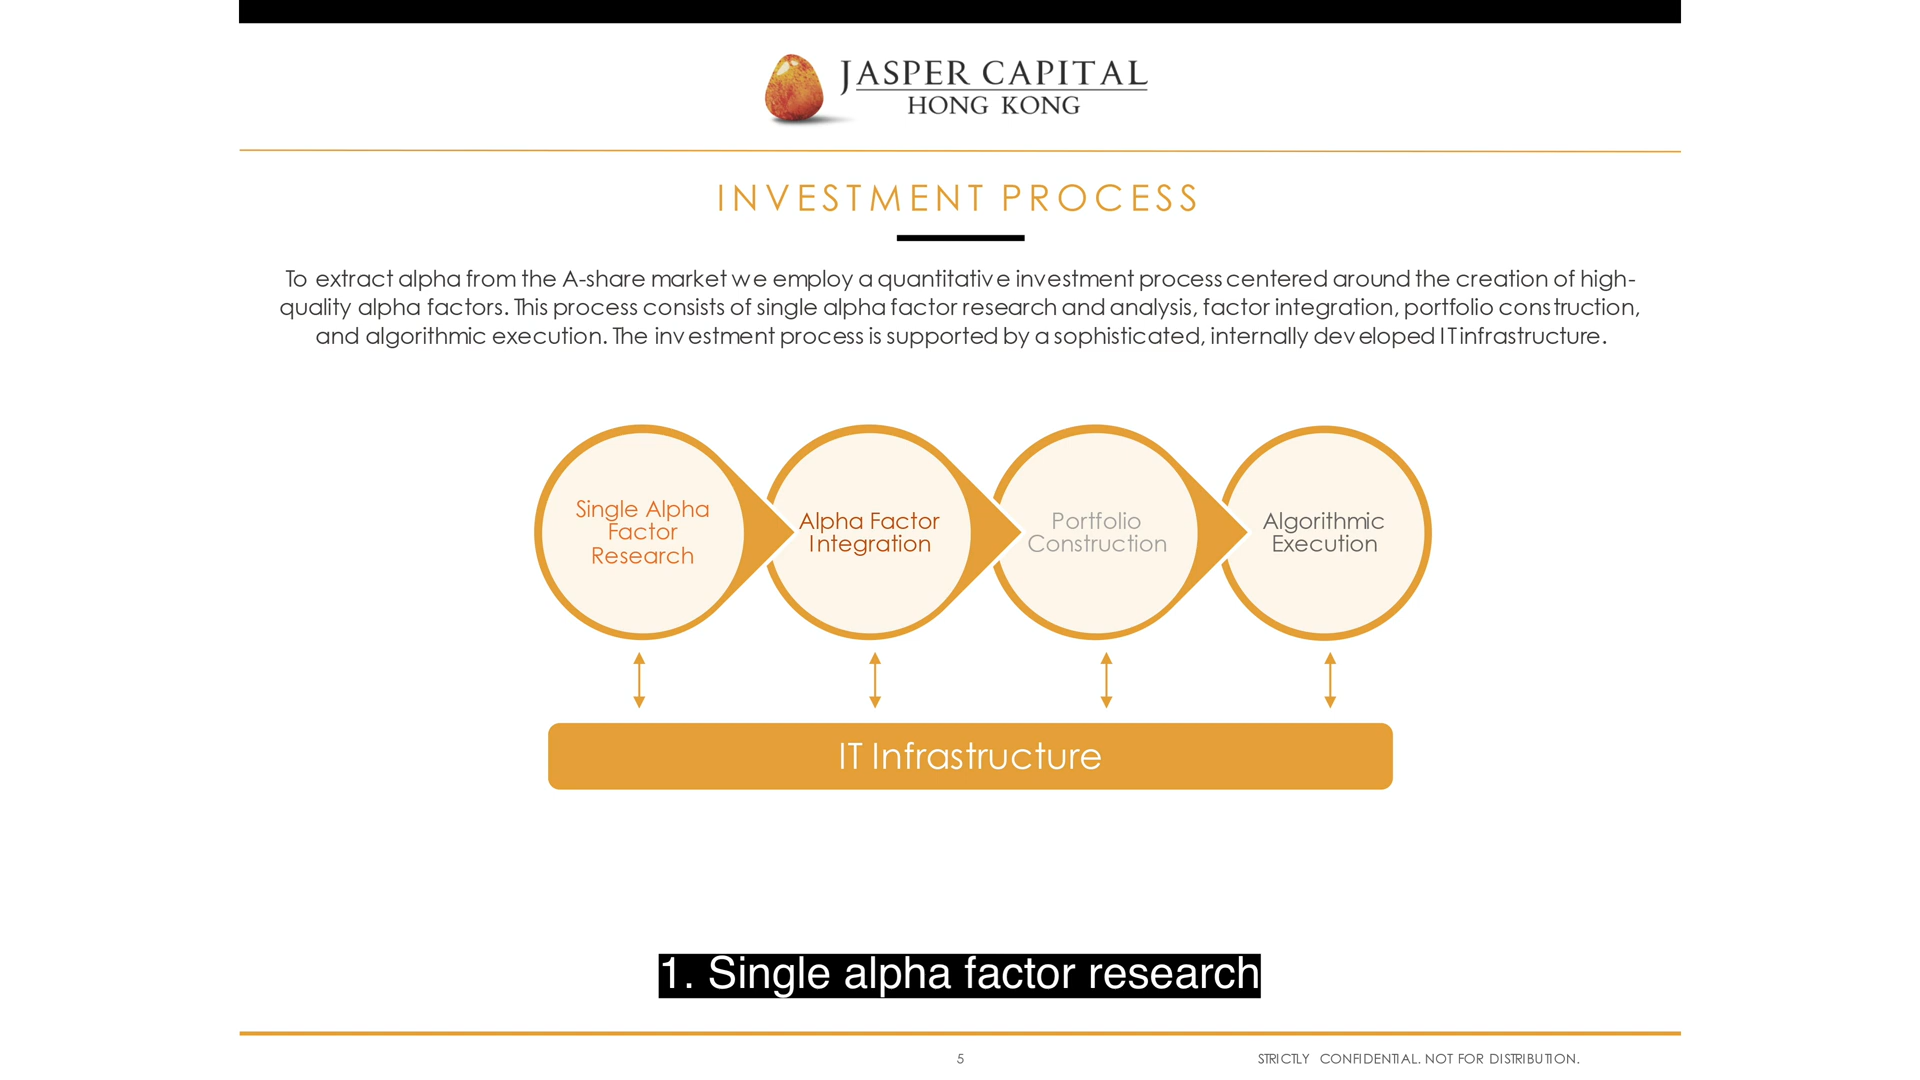 JASPER CAPITAL
HONG KONG
INVESTMENT PROCESS
To extract alpha from the A-share market we employ a quantitative investment process centered around the creation of high-
quality alpha factors. This process consists of single alpha factor research and analysis, factor integration, portfolio construction,
and algorithmic execution. The investment process is supported by a sophisticated, internally developed IT infrastructure.
Single Alpha
Factor
Research
Alpha Factor
Integration
Portfolio
Construction
Algorithmic
Execution
IT Infrastructure
1. Single alpha factor research
5
STRICTLY CONFIDENTIAL. NOT FOR DISTRIBUTION.